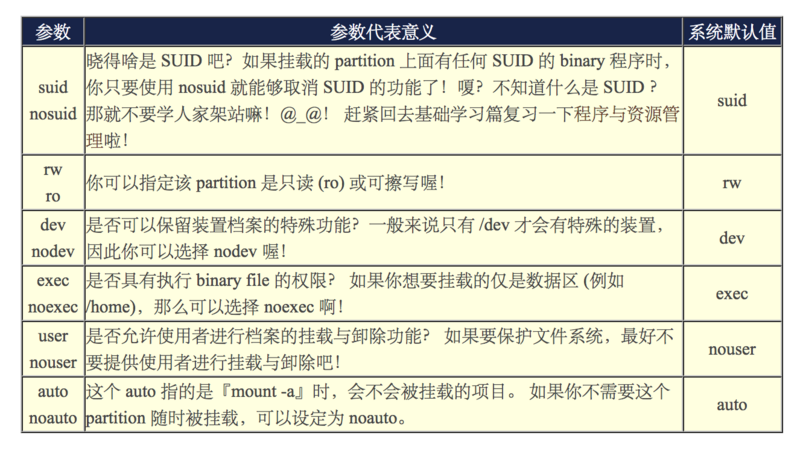 参数 参数代表意义 系统默认值
晓得啥是 SUID 吧？如果挂载的 partition 上面有任何 SUID 的 binary 程序时，
你只要使用 nosuid 就能够取消 SUID 的功能了！嗄？不知道什么是 SUID ？
那就不要学人家架站嘛！@_@！ 赶紧回去基础学习篇复习一下程序与资源管
理啦！
suid
nosuid
suid
rw
ro
你可以指定该 partition 是只读 (ro) 或可擦写喔！
rw
dev
nodev
是否可以保留装置档案的特殊功能？一般来说只有 /dev 才会有特殊的装置，
因此你可以选择 nodev 喔！
dev
exec
noexec
是否具有执行 binary file 的权限？ 如果你想要挂载的仅是数据区 (例如
/home)，那么可以选择 noexec 啊！
exec
user
nouser
是否允许使用者进行档案的挂载与卸除功能？ 如果要保护文件系统，最好不
要提供使用者进行挂载与卸除吧！
nouser
auto
noauto
这个 auto 指的是『mount -a』时，会不会被挂载的项目。 如果你不需要这个
partition 随时被挂载，可以设定为 noauto。
auto